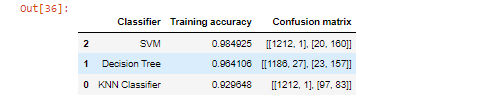 Out[36]:
Classifier Training accuracy Confusion matrix
2 SVM 0.984925 [[1212, 1], [20, 160]]
1 Decision Tree 0.964106 [[1186, 27], [23, 157]]
0 KNN Classifier 0.929648 [[1212, 1], [97, 83]]